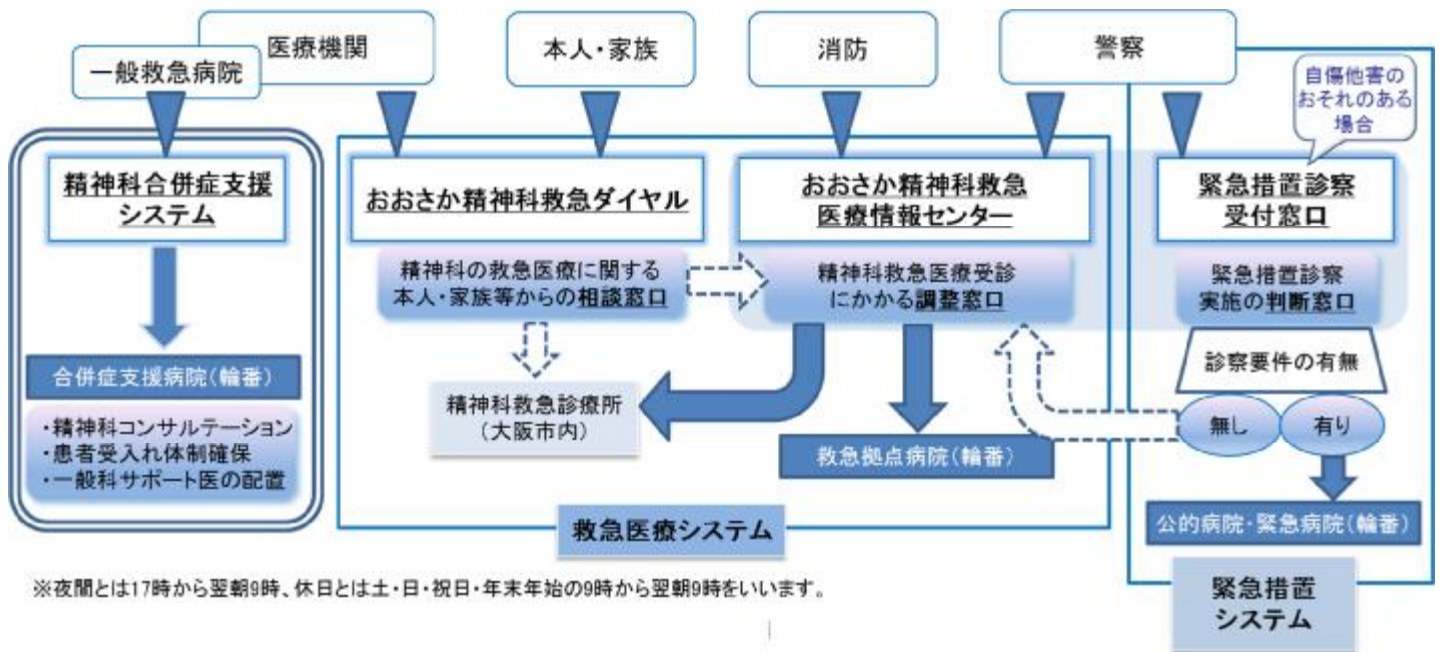 医療機関
本人・家族
消防
警察
一般救急病院
自傷他害の
おそれのある
場合
精神科合併症支援
システム
おおさか精神科救急ダイヤル
おおさか精神科救急
医療情報センター
緊急措置診察
受付窓口
精神科の救急医療に関する
本人・家族等からの相談窓口
精神科救急医療受診
にかかる調整窓口
緊急措置診察
実施の判断窓口
診察要件の有無
無し
有り
合併症支援病院(輪番)
・精神科コンサルテーション
・患者受入れ体制確保
・一般科サポート医の配置
精神科救急診療所
(大阪市内)
救急拠点病院(輪番)
公的病院・緊急病院(輪番)
救急医療システム
緊急措置
システム
※夜間とは17時から翌朝9時、休日とは土・日・祝日・年末年始の9時から翌朝9時をいいます。